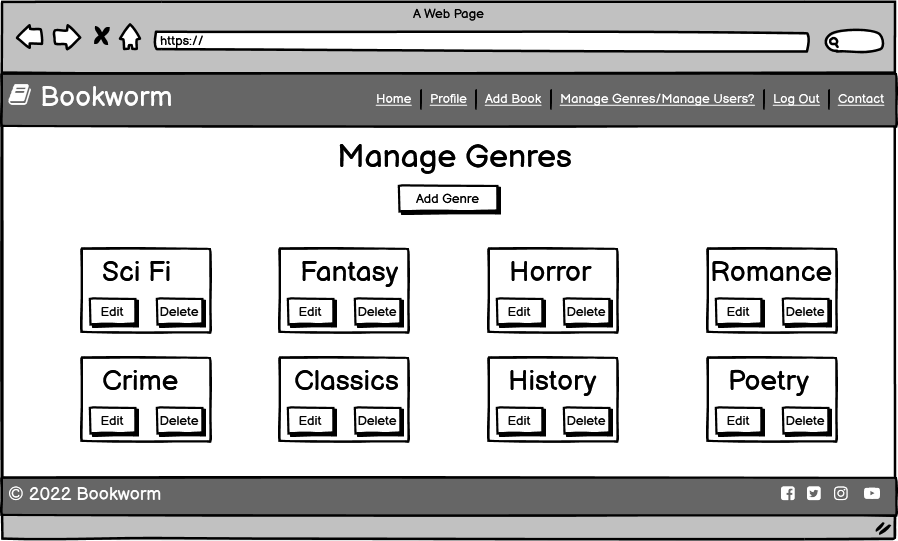 A Web Page
https://
Bookworm
Home Profile Add Book Manage Genres/Manage Users? Log Out Contact
Manage Genres
Add Genre
Sci Fi Fantasy Horror Romance
Edit Delete Edit Delete Edit Delete Edit Delete
Crime Classics History Poetry
Edit Delete Edit Delete Edit Delete Edit Delete
© 2022 Bookworm